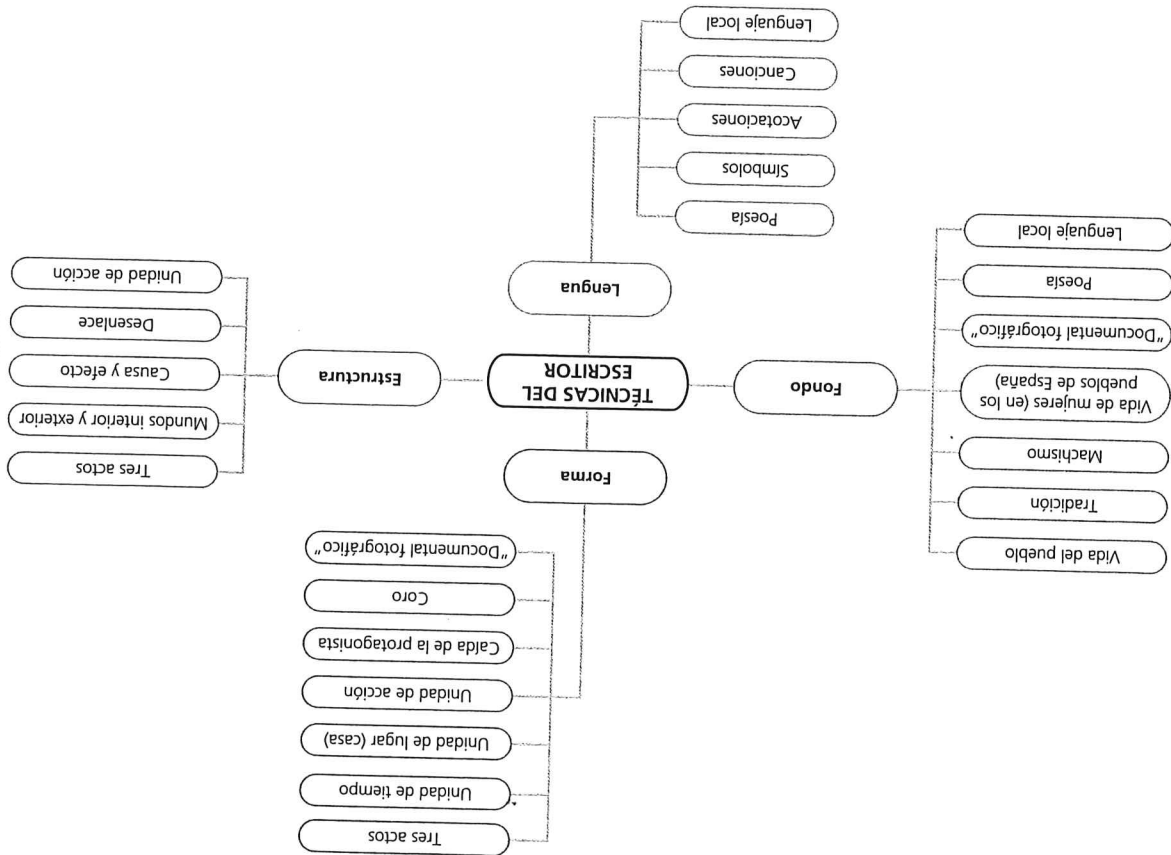 Tres actos
Unidad de tiempo
Unidad de lugar (casa)
Unidad de acción
Caída de la protagonista
Coro
"Documental fotográfico"
Forma
Vida del pueblo
Tradición
Machismo
Vida de mujeres (en los
pueblos de España)
"Documental fotográfico"
Poesía
Lenguaje local
Fondo
TÉCNICAS DEL
ESCRITOR
Estructura
Tres actos
Mundos interior y exterior
Causa y efecto
Desenlace
Unidad de acción
Lengua
Poesía
Símbolos
Acotaciones
Canciones
Lenguaje local